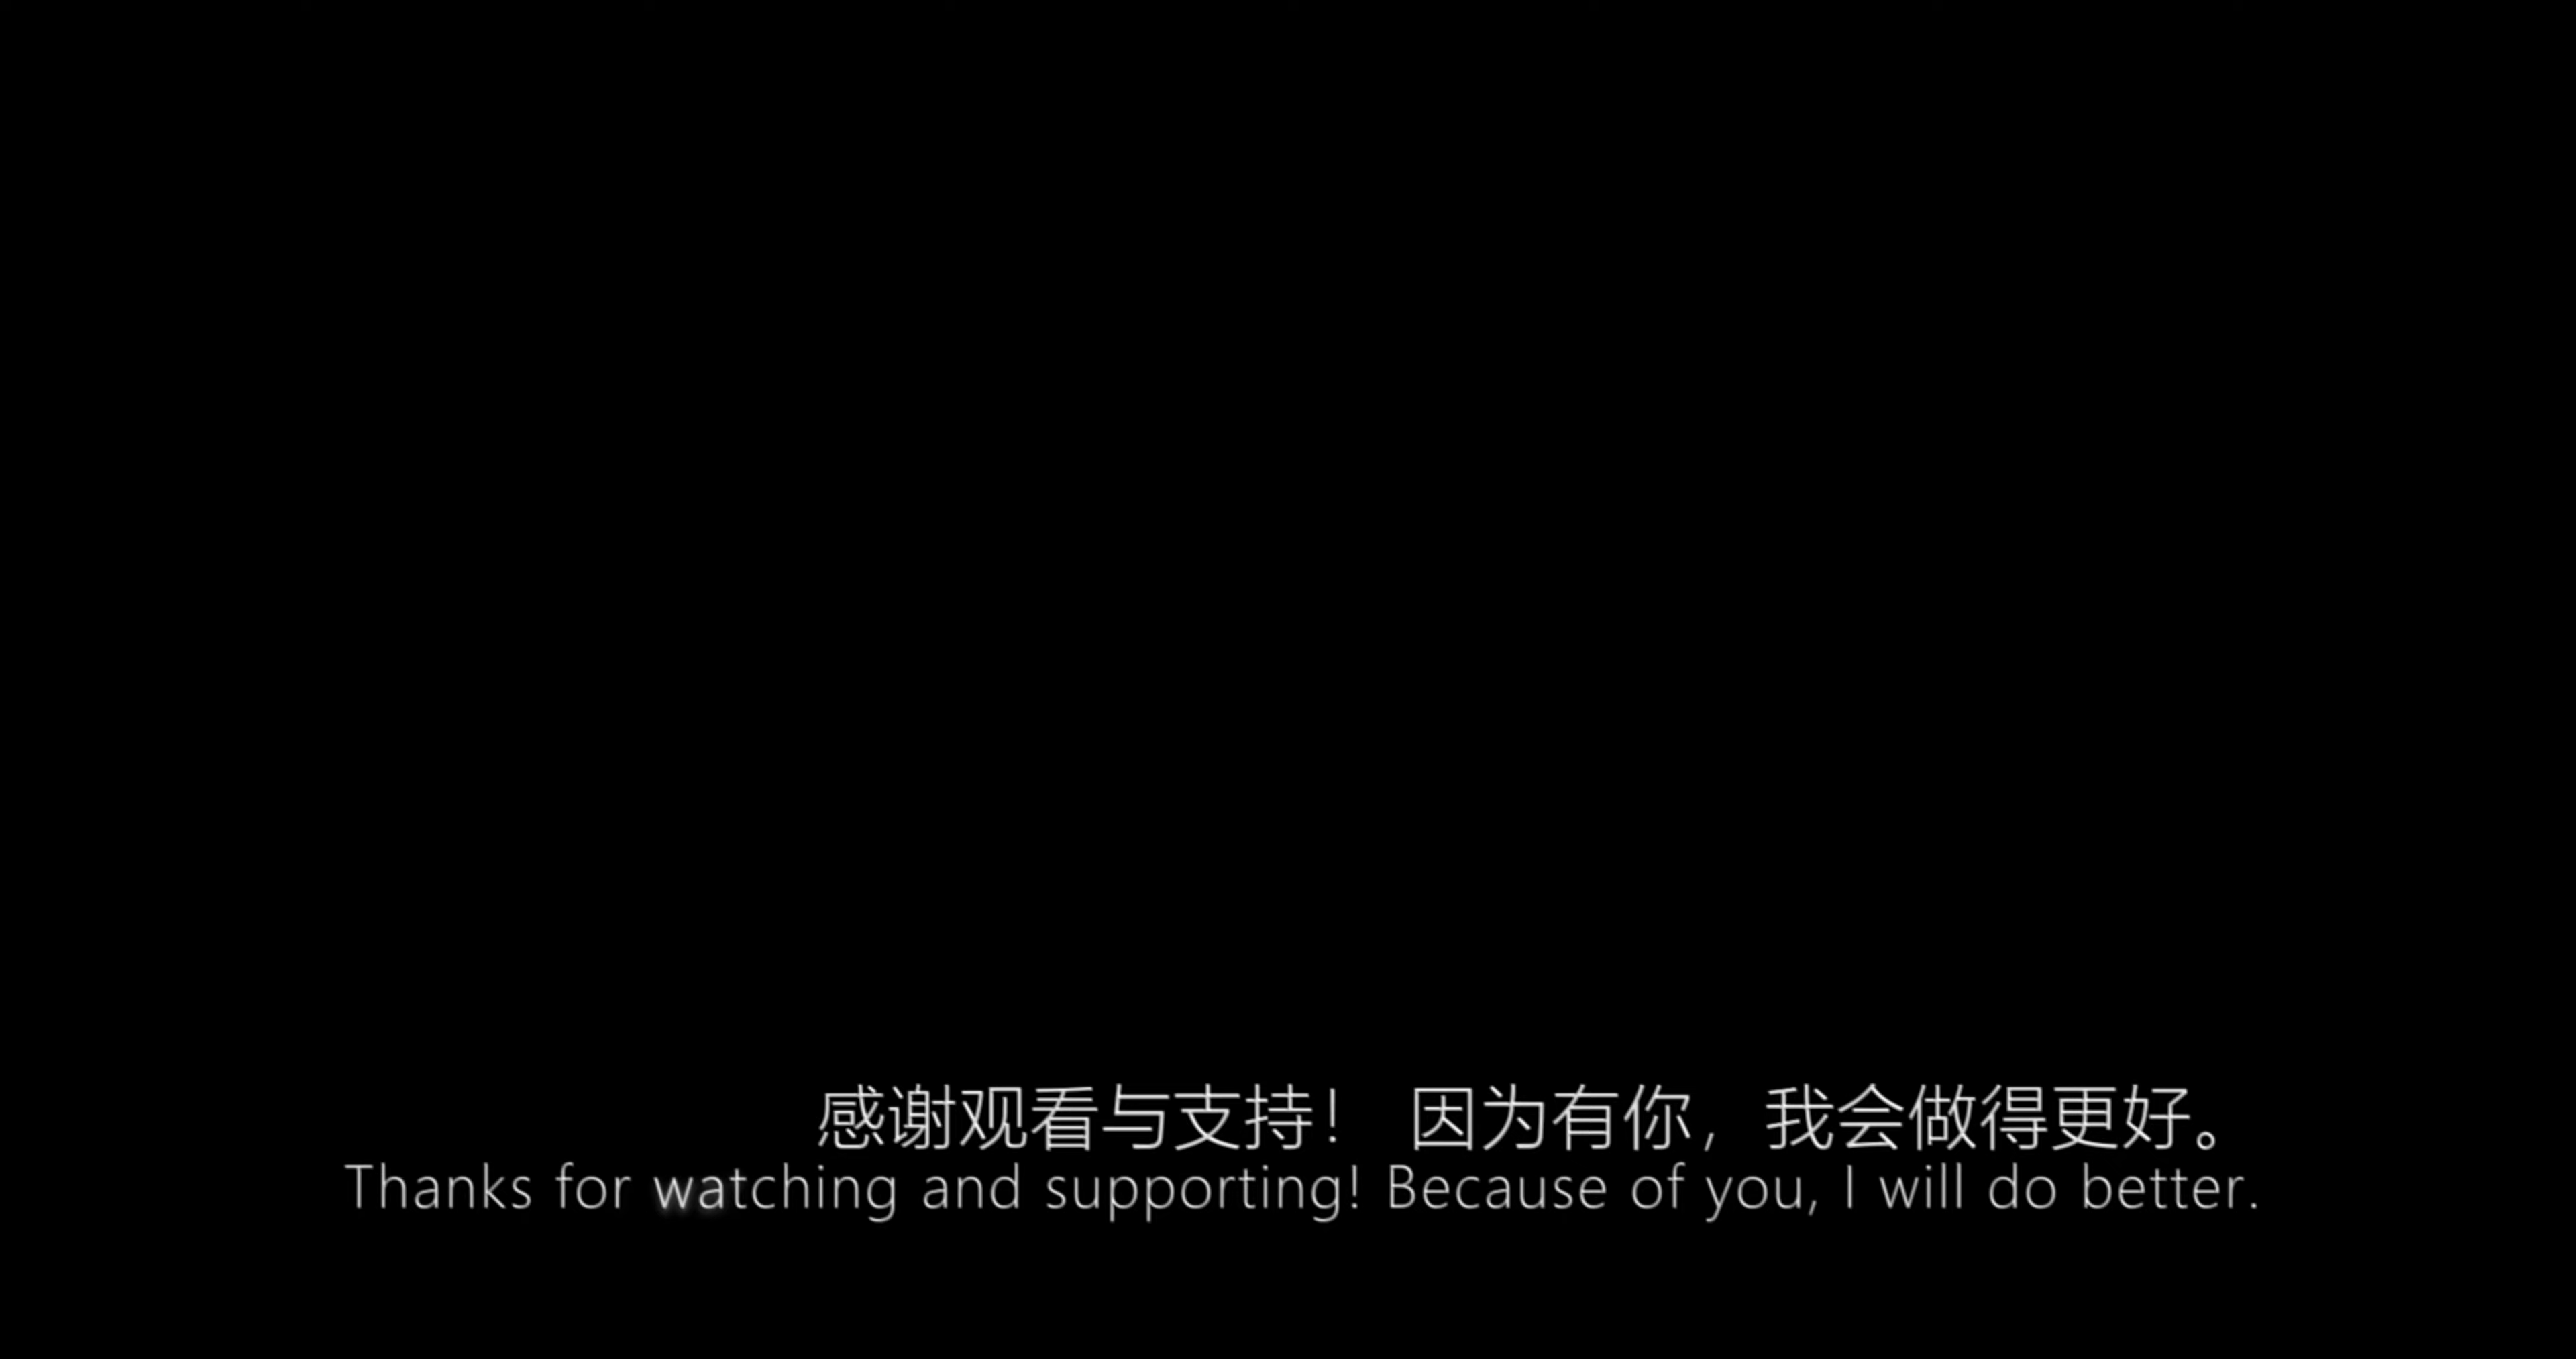 感谢观看与支持！ 因为有你，我会做得更好。
Thanks for watching and supporting! Because of you, I will do better.